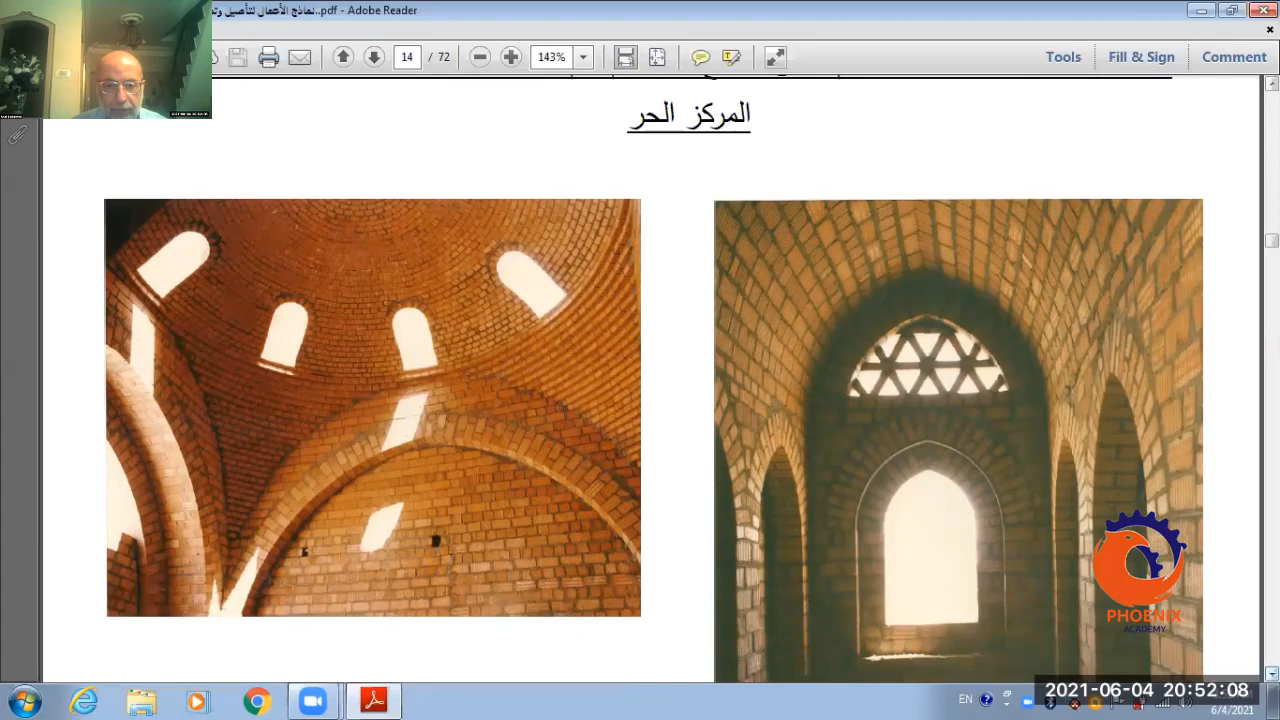 نماذج الأعمال لتأصيل وتح..pdf - Adobe Reader
14 / 72
143%
Tools
Fill & Sign
Comment
المركز الحر
PHOENIX
ACADEMY
EN
2021-06-04 20:52:08
6/4/2021